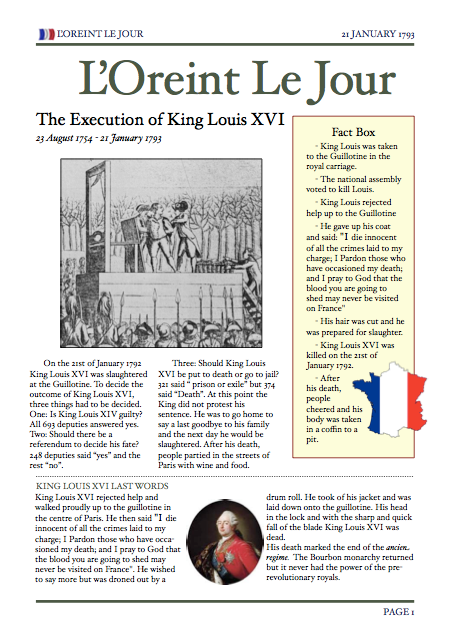 L'OREINT LE JOUR
21 JANUARY 1793
L'Oreint Le Jour
The Execution of King Louis XVI
23 August 1754 - 21 January 1793
On the 21st of January 1792
King Louis XVI was slaughtered
at the Guillotine. To decide the
outcome of King Louis XVI,
three things had to be decided.
One: Is King Louis XIV guilty?
All 693 deputies answered yes.
Two: Should there be a
referendum to decide his fate?
248 deputies said "yes" and the
rest "no".
Three: Should King Louis
XVI be put to death or go to jail?
321 said " prison or exile" but 374
said "Death". At this point the
King did not protest his
sentence. He was to go home to
say a last goodbye to his family
and the next day he would be
slaughtered. After his death,
people partied in the streets of
Paris with wine and food.
Fact Box
- King Louis was taken
to the Guillotine in the
royal carriage.
- The national assembly
voted to kill Louis.
- King Louis rejected
help up to the Guillotine
- He gave up his coat
and said: "I die innocent
of all the crimes laid to my
charge; I Pardon those who
have occasioned my death;
and I pray to God that the
blood you are going to
shed may never be visited
on France"
- His hair was cut and he
was prepared for slaughter.
- King Louis XVI was
killed on the 21st of
January 1792.
- After
his death,
people
cheered and his
body was taken
in a coffin to a
pit.
KING LOUIS XVI LAST WORDS
King Louis XVI rejected help and
walked proudly up to the guillotine in
the centre of Paris. He then said "I die
innocent of all the crimes laid to my
charge; I Pardon those who have occa-
sioned my death; and I pray to God that
the blood you are going to shed may
never be visited on France". He wished
to say more but was droned out by a
drum roll. He took of his jacket and was
laid down onto the guillotine. His head
in the lock and with the sharp and quick
fall of the blade King Louis XVI was
dead.
His death marked the end of the ancien
regime. The Bourbon monarchy returned
but it never had the power of the pre-
revolutionary royals.
PAGE 1